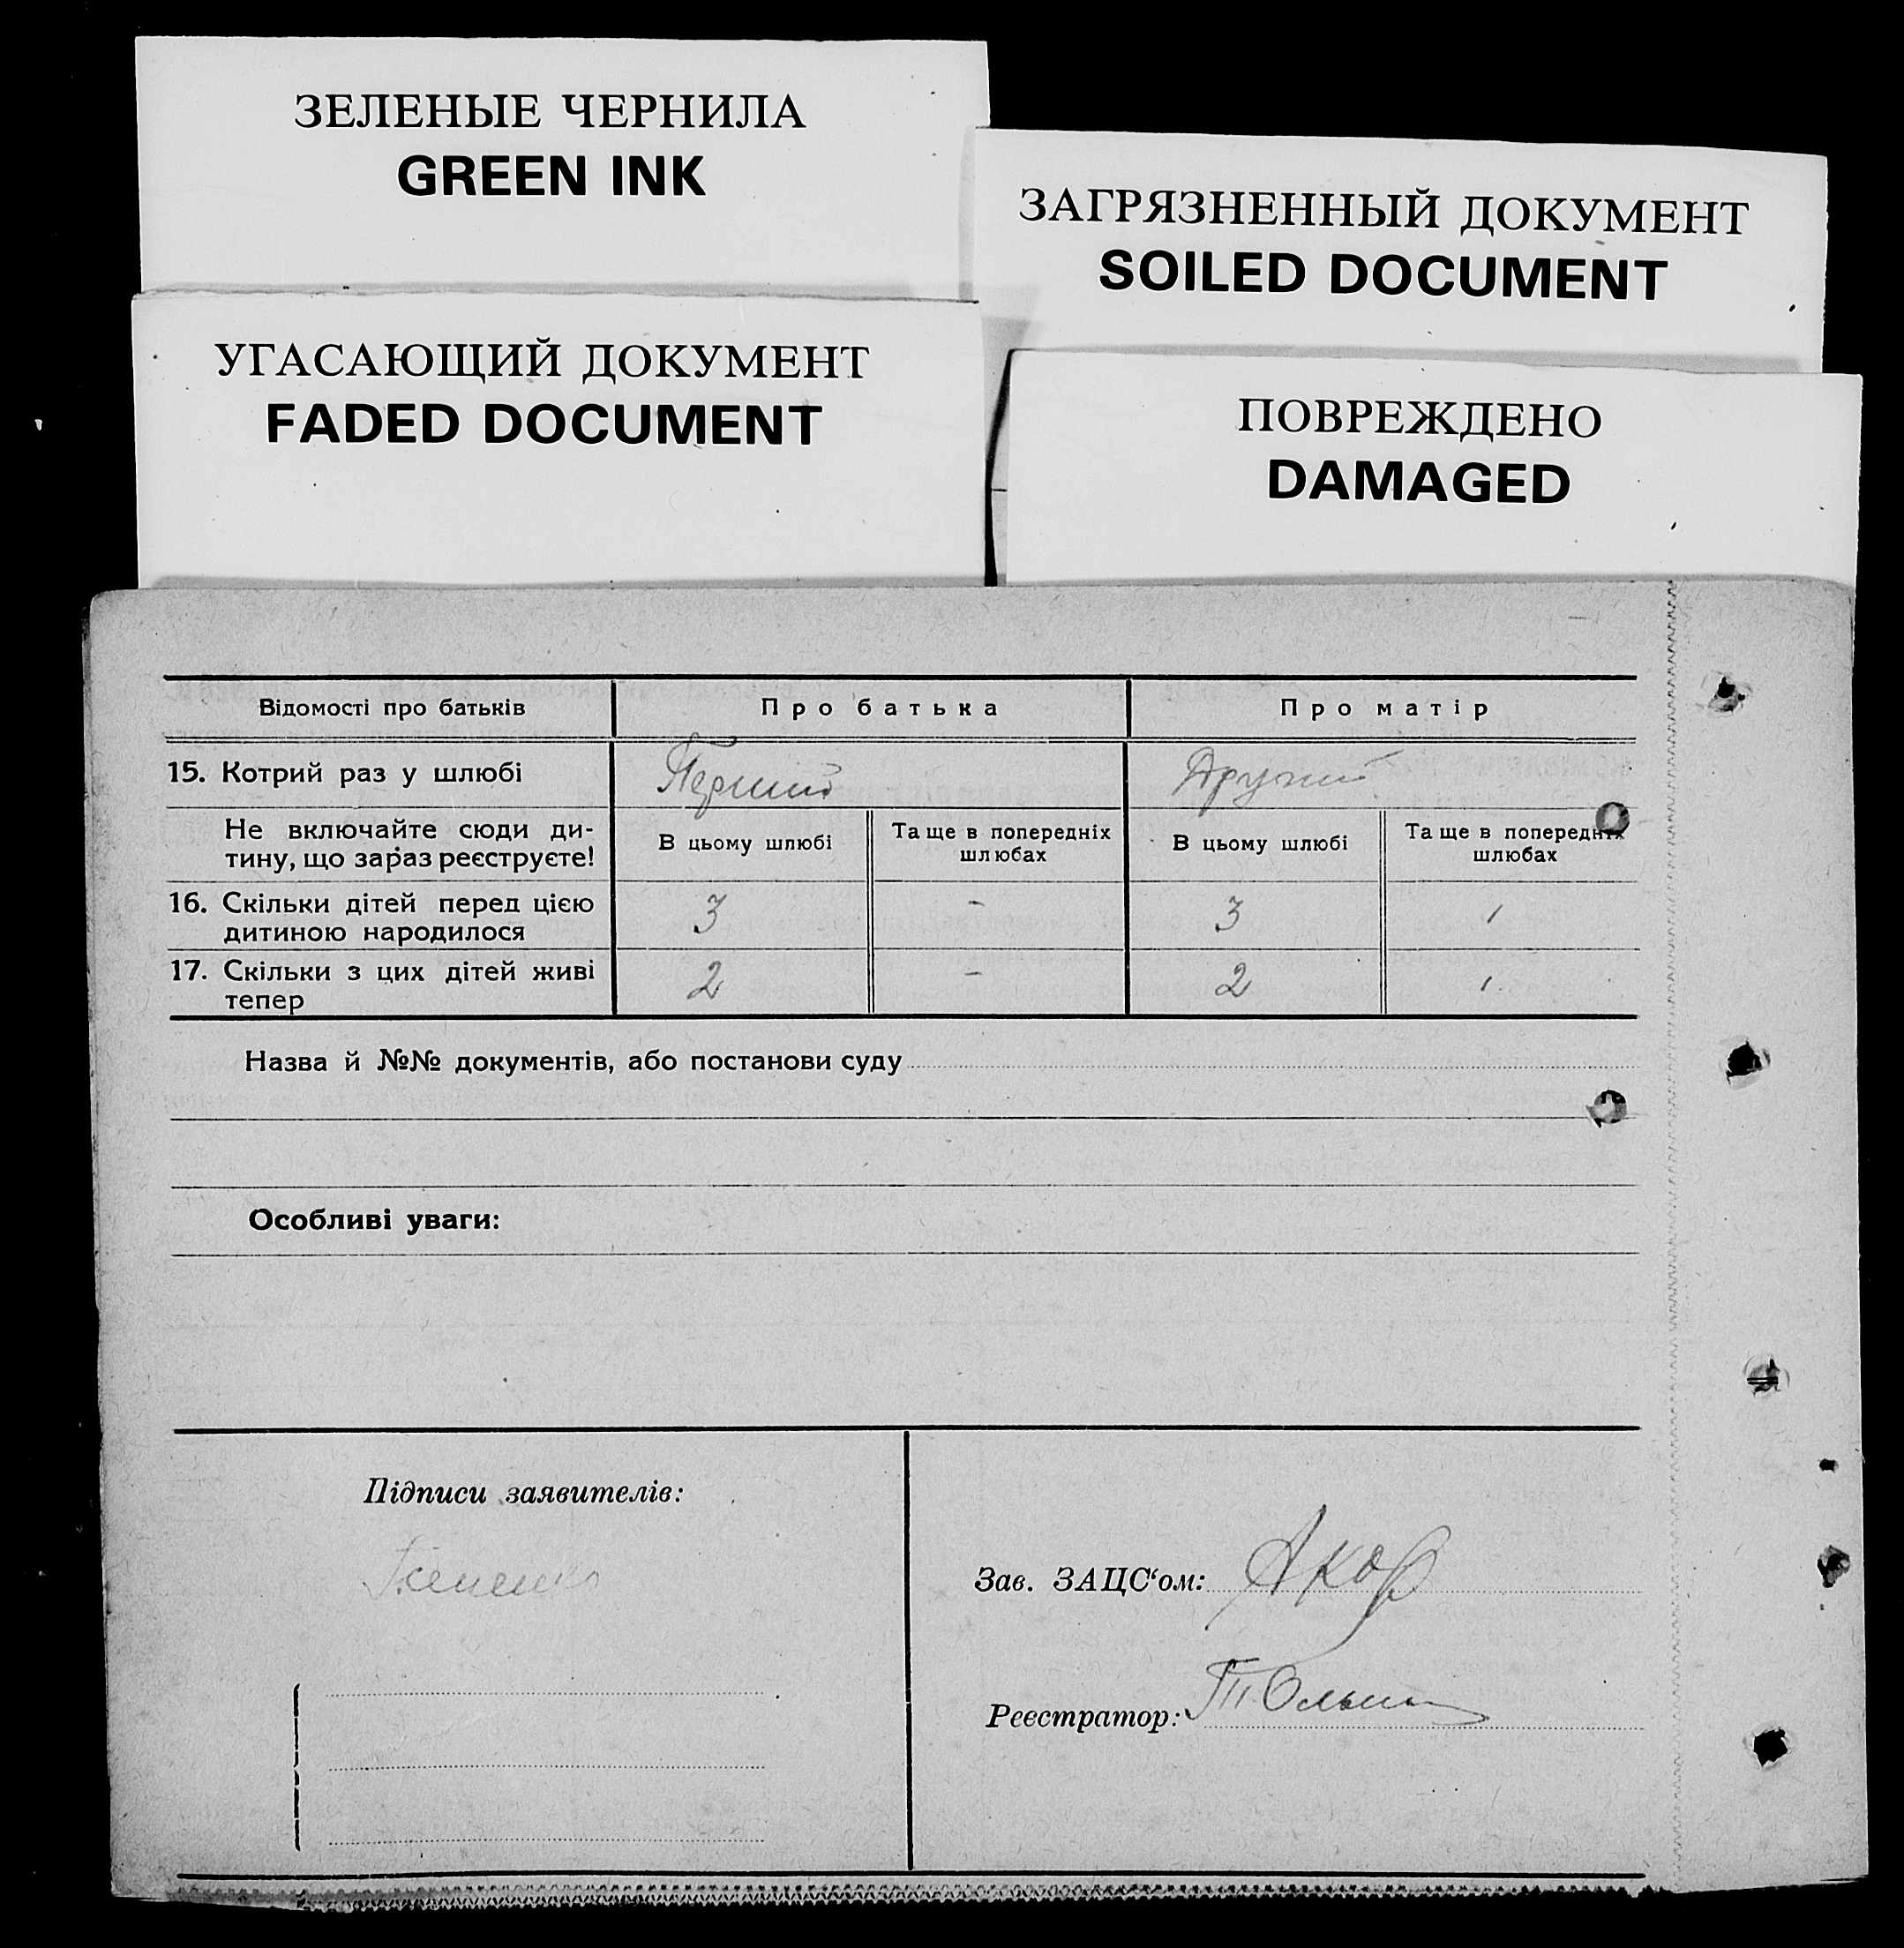 ЗЕЛЕНЫЕ ЧЕРНИЛА
GREEN INK
ЗАГРЯЗНЕННЫЙ ДОКУМЕНТ
SOILED DOCUMENT
УГАСАЮЩИЙ ДОКУМЕНТ
FADED DOCUMENT
ПОВРЕЖДЕНО
DAMAGED
Відомості про батьків Про батька Про матір
15. Котрий раз у шлюбі Перший Другий
Не включайте сюди ди-
тину, що зараз реєструєте!
В цьому шлюбі
Та ще в попередніх
шлюбах
В цьому шлюбі
Та ще в попередніх
шлюбах
16. Скільки дітей перед цією
дитиною народилося
3 - 3 1
17. Скільки з цих дітей живі
тепер
2 - 2 1
Назва й №№ документів, або постанови суду
Особливі уваги:
Підписи заявителів:
Зав. ЗАЦС‘ом:
Реєстратор: